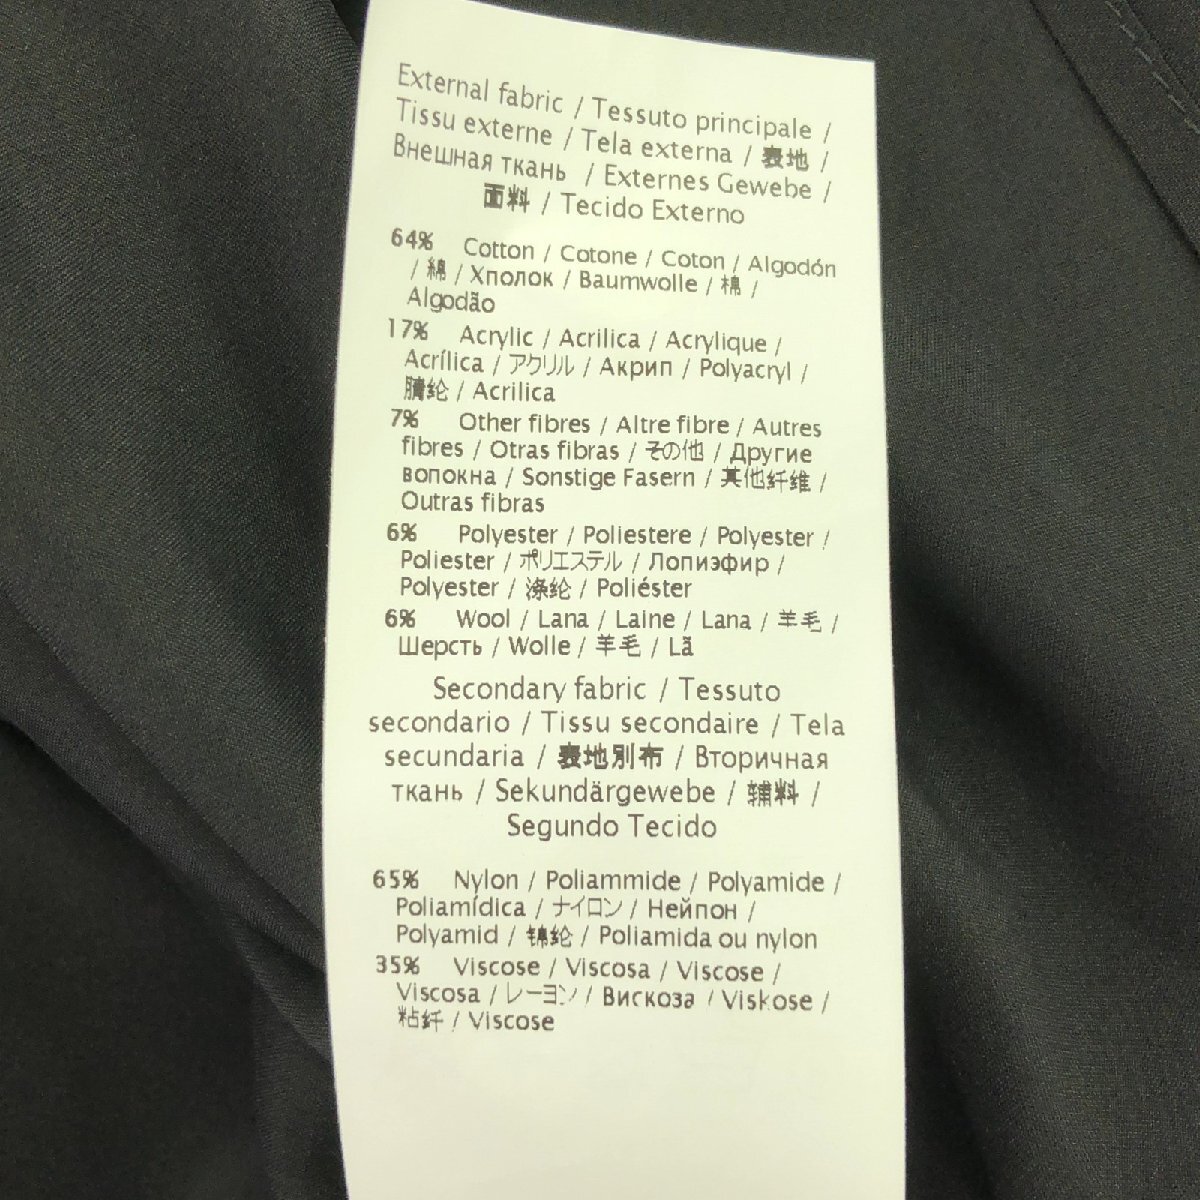 External fabric / Tessuto principale /
Tissu externe / Tela externa / 表地 /
Внешная ткань / Externes Gewebe /
面料 / Tecido Externo
64% Cotton / Cotone / Coton / Algodón
/ 綿 / Хполок / Baumwolle / 棉 /
Algodão
17% Acrylic / Acrilica / Acrylique /
Acrílica / アクリル / Акрип / Polyacryl /
腈纶 / Acrilica
7% Other fibres / Altre fibre / Autres
fibres / Otras fibras / その他 / Другие
вопокна / Sonstige Fasern / 其他纤维 /
Outras fibras
6% Polyester / Poliestere / Polyester /
Poliester / ポリエステル / Лопиэфир /
Polyester / 涤纶 / Poliéster
6% Wool / Lana / Laine / Lana / 羊毛 /
Шерсть / Wolle / 羊毛 / Lã
Secondary fabric / Tessuto
secondario / Tissu secondaire / Tela
secundaria / 表地別布 / Вторичная
ткань / Sekundärgewebe / 辅料 /
Segundo Tecido
65% Nylon / Poliammide / Polyamide /
Poliamídica / ナイロン / Нейпон /
Polyamid / 锦纶 / Poliamida ou nylon
35% Viscose / Viscosa / Viscose /
Viscosa / レーヨン / Вискоза / Viskose /
粘纤 / Viscose